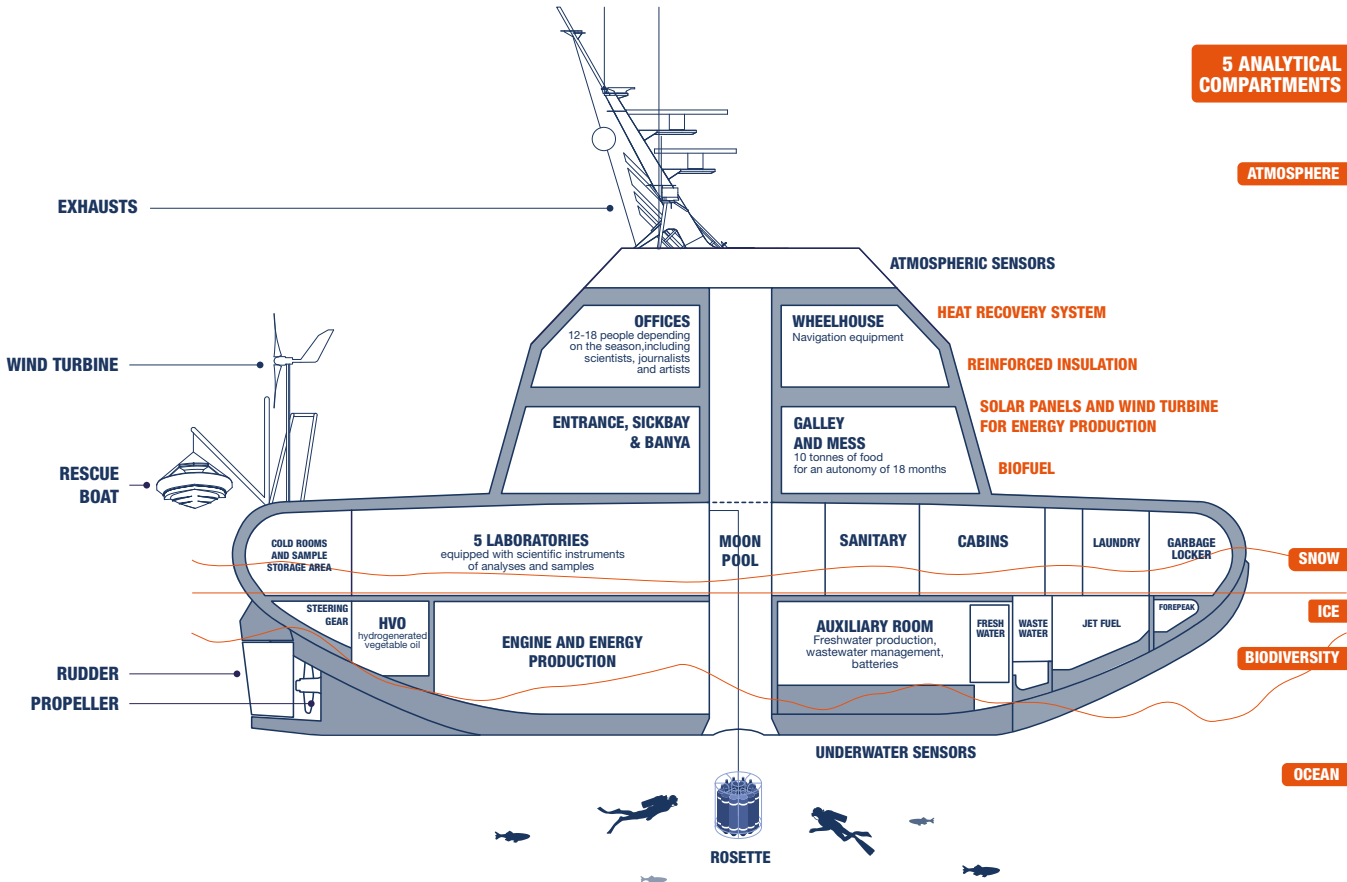 5 ANALYTICAL
COMPARTMENTS
ATMOSPHERE
EXHAUSTS
ATMOSPHERIC SENSORS
HEAT RECOVERY SYSTEM
OFFICES
12-18 people depending
on the season,including
scientists, journalists
and artists
WHEELHOUSE
Navigation equipment
WIND TURBINE
REINFORCED INSULATION
SOLAR PANELS AND WIND TURBINE
FOR ENERGY PRODUCTION
ENTRANCE, SICKBAY
& BANYA
GALLEY
AND MESS
10 tonnes of food
for an autonomy of 18 months
BIOFUEL
RESCUE
BOAT
COLD ROOMS
AND SAMPLE
STORAGE AREA
5 LABORATORIES
equipped with scientific instruments
of analyses and samples
MOON
POOL
SANITARY
CABINS
LAUNDRY
GARBAGE
LOCKER
SNOW
ICE
STEERING
GEAR
HVO
hydrogenerated
vegetable oil
ENGINE AND ENERGY
PRODUCTION
AUXILIARY ROOM
Freshwater production,
wastewater management,
batteries
FRESH
WATER
WASTE
WATER
JET FUEL
FOREPEAK
BIODIVERSITY
RUDDER
PROPELLER
UNDERWATER SENSORS
OCEAN
ROSETTE